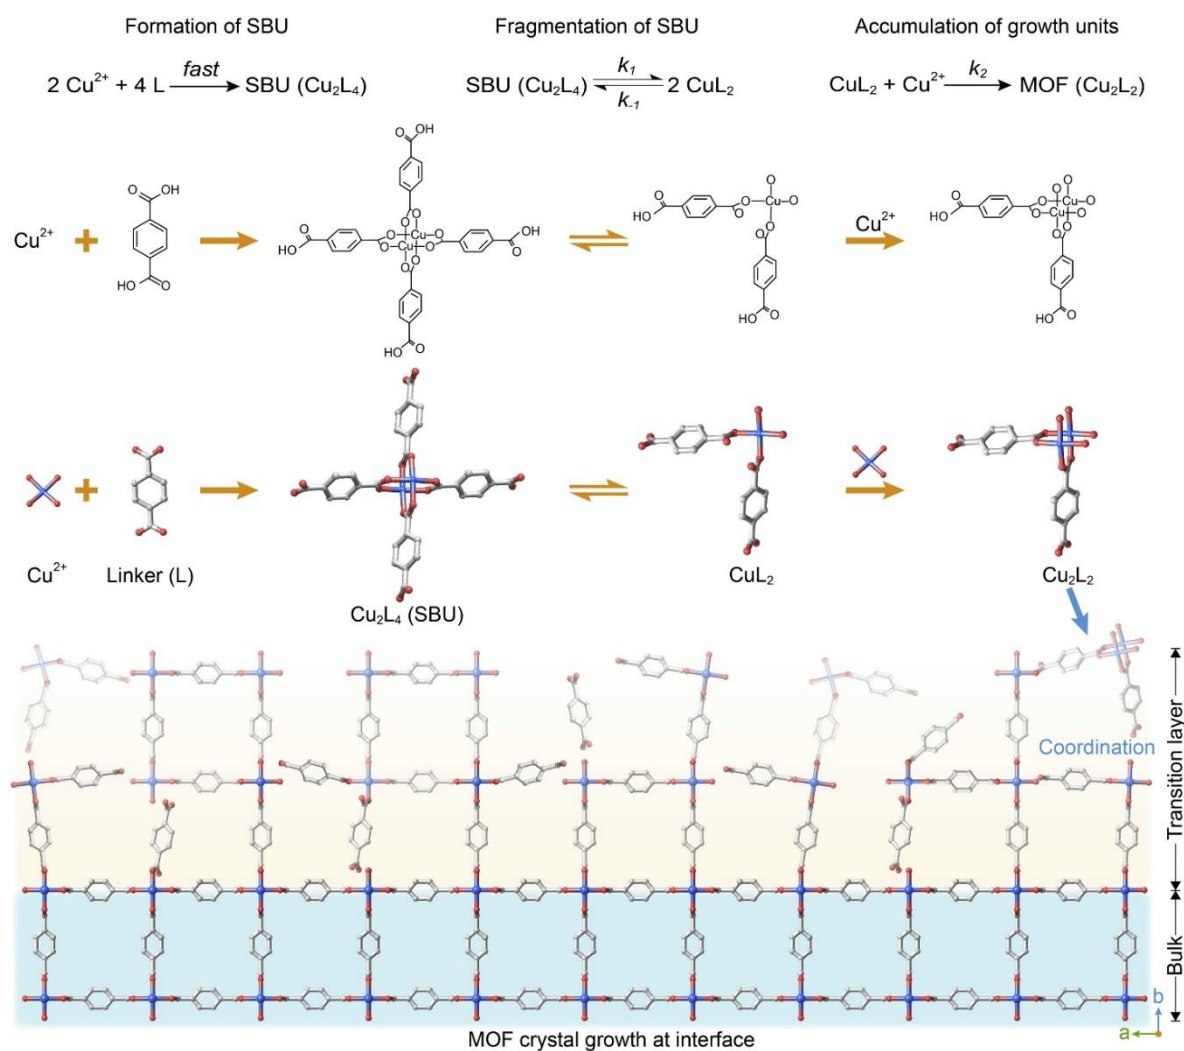 Formation of SBU
Fragmentation of SBU
Accumulation of growth units
2 Cu²⁺ + 4 L fast SBU (Cu₂L₄)
SBU (Cu₂L₄) k₁ k₋₁ 2 CuL₂
CuL₂ + Cu²⁺ k₂ MOF (Cu₂L₂)
Cu²⁺ + O OH HO O
O OH Cu Cu O O O O O O O O HO O O OH HO O
O HO O O O Cu O O O HO O
Cu²⁺
O HO O O O O Cu Cu O O O O HO O
Cu²⁺
Linker (L)
Cu₂L₄ (SBU)
CuL₂
Cu₂L₂
Coordination
Transition layer
Bulk
b
a
MOF crystal growth at interface